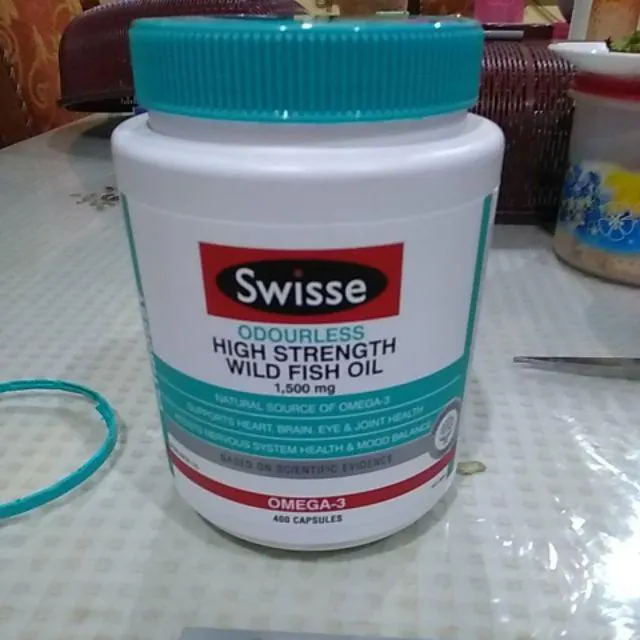 Swisse
ODOURLESS
HIGH STRENGTH
WILD FISH OIL
1,500 mg
NATURAL SOURCE OF OMEGA-3
SUPPORTS HEART, BRAIN, EYE & JOINT HEALTH
NERVOUS SYSTEM HEALTH & MOOD BALANCE
BASED ON SCIENTIFIC EVIDENCE
OMEGA-3
400 CAPSULES